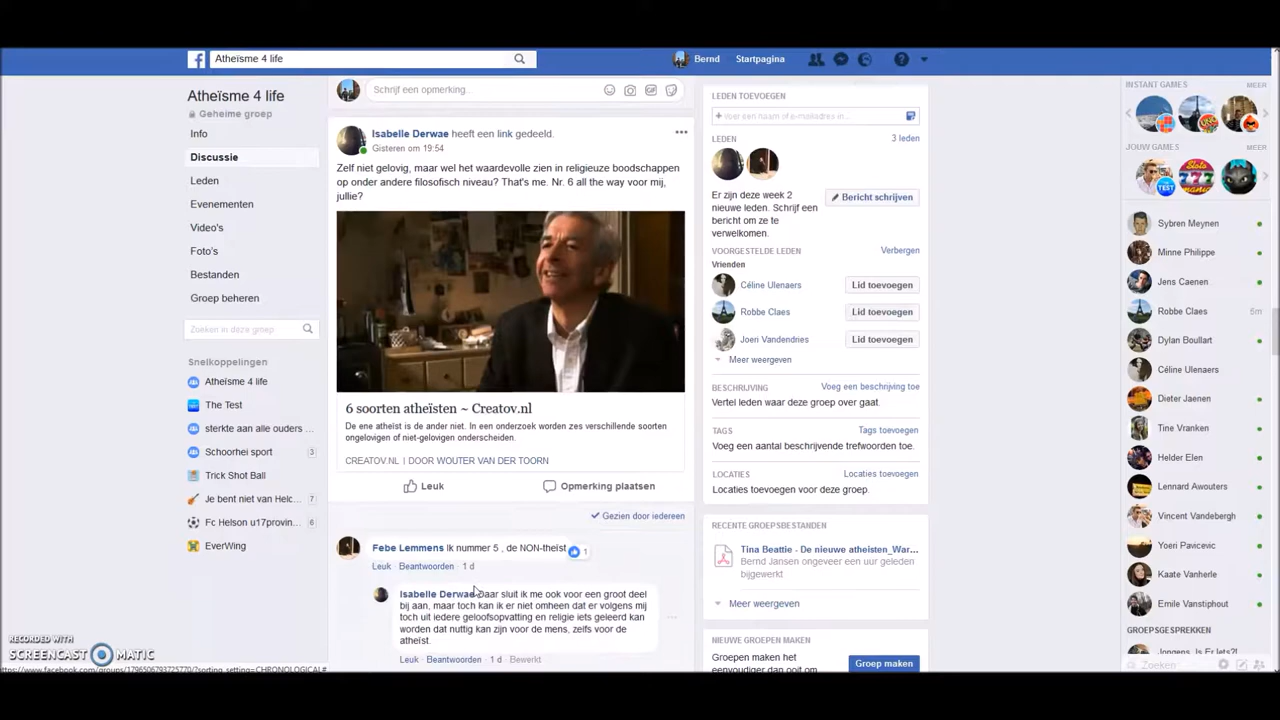 Atheïsme 4 life
Bernd
Startpagina
Atheïsme 4 life
Geheime groep
Info
Discussie
Leden
Evenementen
Video's
Foto's
Bestanden
Groep beheren
Zoeken in deze groep
Snelkoppelingen
Atheïsme 4 life
The Test
sterkte aan alle ouders ...
Schoorhei sport 3
Trick Shot Ball
Je bent niet van Helc... 7
Fc Helson u17provin... 6
EverWing
RECORDED WITH
SCREENCAST MATIC
Schrijf een opmerking..
Isabelle Derwae heeft een link gedeeld.
Gisteren om 19:54
Zelf niet gelovig, maar wel het waardevolle zien in religieuze boodschappen
op onder andere filosofisch niveau? That's me. Nr. 6 all the way voor mij,
jullie?
6 soorten atheïsten ~ Creatov.nl
De ene atheïst is de ander niet. In een onderzoek worden zes verschillende soorten
ongelovigen of niet-gelovigen onderscheiden.
CREATOV.NL | DOOR WOUTER VAN DER TOORN
Leuk
Opmerking plaatsen
Gezien door iedereen
Febe Lemmens Ik nummer 5 , de NON-theïst
1
Leuk · Beantwoorden · 1 d
Isabelle Derwae Daar sluit ik me ook voor een groot deel
bij aan, maar toch kan ik er niet omheen dat er volgens mij
toch uit iedere geloofsopvatting en religie iets geleerd kan
worden dat nuttig kan zijn voor de mens, zelfs voor de
atheïst.
Leuk · Beantwoorden · 1 d · Bewerkt
LEDEN TOEVOEGEN
+ Voer een naam of e-mailadres in...
LEDEN
3 leden
Er zijn deze week 2
nieuwe leden. Schrijf een
bericht om ze te
verwelkomen.
Bericht schrijven
VOORGESTELDE LEDEN
Verbergen
Vrienden
Céline Ulenaers
Lid toevoegen
Robbe Claes
Lid toevoegen
Joeri Vandendries
Lid toevoegen
Meer weergeven
BESCHRIJVING
Voeg een beschrijving toe
Vertel leden waar deze groep over gaat.
TAGS
Tags toevoegen
Voeg een aantal beschrijvende trefwoorden toe.
LOCATIES
Locaties toevoegen
Locaties toevoegen voor deze groep.
RECENTE GROEPSBESTANDEN
Tina Beattie - De nieuwe atheisten_War...
Bernd Jansen ongeveer een uur geleden
bijgewerkt
Meer weergeven
NIEUWE GROEPEN MAKEN
Groepen maken het
eenvoudiger dan ooit om
Groep maken
INSTANT GAMES
MEER
JOUW GAMES
MEER
TEST
Sybren Meynen
Minne Philippe
Jens Caenen
Robbe Claes 5m
Dylan Boullart
Céline Ulenaers
Dieter Jaenen
Tine Vranken
Helder Elen
Lennard Awouters
Vincent Vandebergh
Yoeri Pavicevic
Kaate Vanherle
Emile Vanstiphout
GROEPSGESPREKKEN
Jongens, Is Er Iets?!
Zoeken